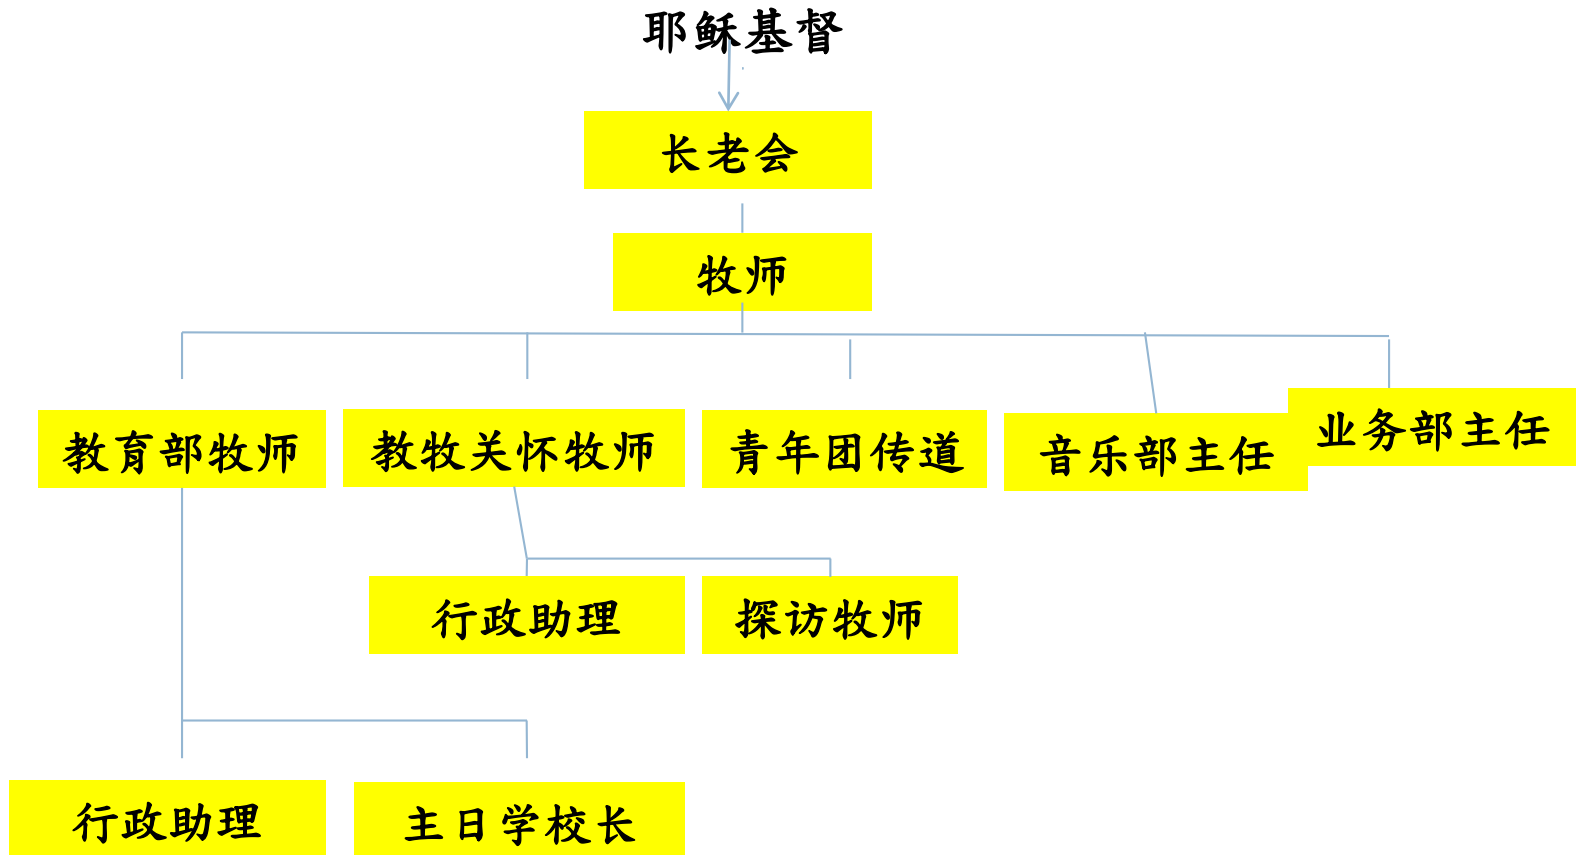 耶稣基督
长老会
牧师
教育部牧师
教牧关怀牧师
青年团传道
音乐部主任
业务部主任
行政助理
探访牧师
行政助理
主日学校长